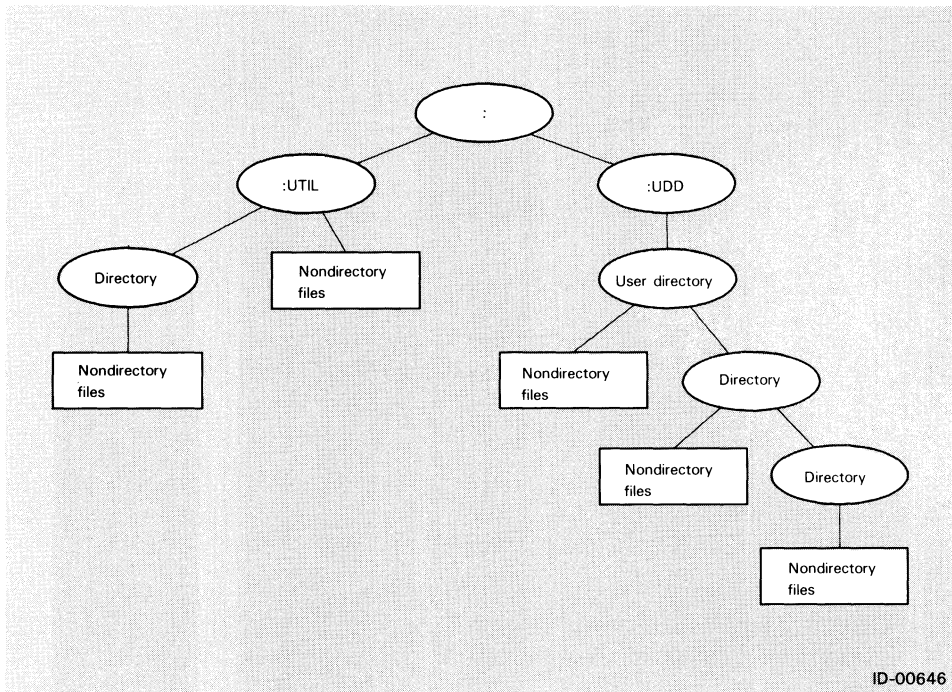 :
:UTIL
:UDD
Directory
Nondirectory
files
User directory
Nondirectory
files
Nondirectory
files
Directory
Nondirectory
files
Directory
Nondirectory
files
ID-00646